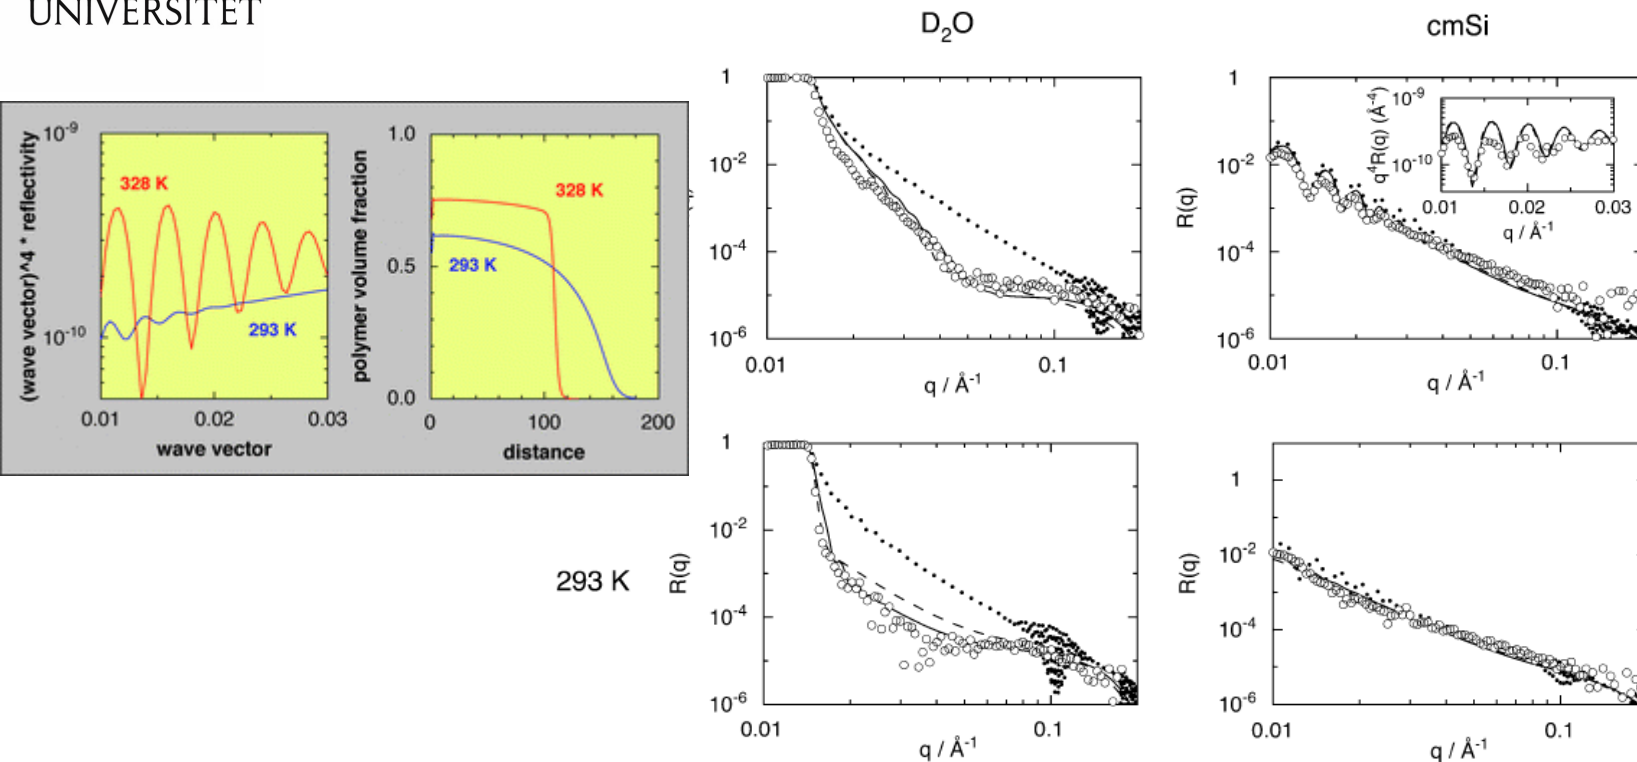 UNIVERSITET
(wave vector)^4 * reflectivity
10-9
10-10
328 K
293 K
0.01
0.02
0.03
wave vector
polymer volume fraction
1.0
0.5
0.0
328 K
293 K
0
100
200
distance
D2O
1
10-2
10-4
10-6
0.01
0.1
q / Å-1
cmSi
R(q)
1
10-2
10-4
10-6
0.01
0.1
q / Å-1
q4R(q) (Å-4)
10-9
10-10
0.01
0.02
0.03
q / Å-1
293 K
R(q)
1
10-2
10-4
10-6
0.01
0.1
q / Å-1
R(q)
1
10-2
10-4
10-6
0.01
0.1
q / Å-1